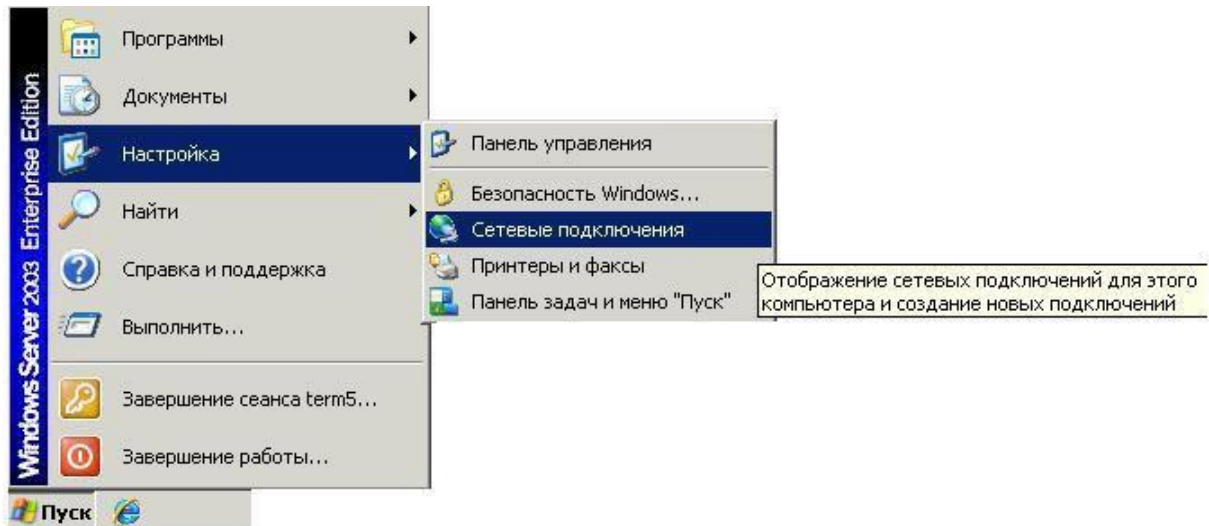 Windows Server 2003 Enterprise Edition
Программы
Документы
Настройка
Найти
Справка и поддержка
Выполнить...
Завершение сеанса term5...
Завершение работы...
Панель управления
Безопасность Windows...
Сетевые подключения
Принтеры и факсы
Панель задач и меню "Пуск"
Отображение сетевых подключений для этого
компьютера и создание новых подключений
Пуск